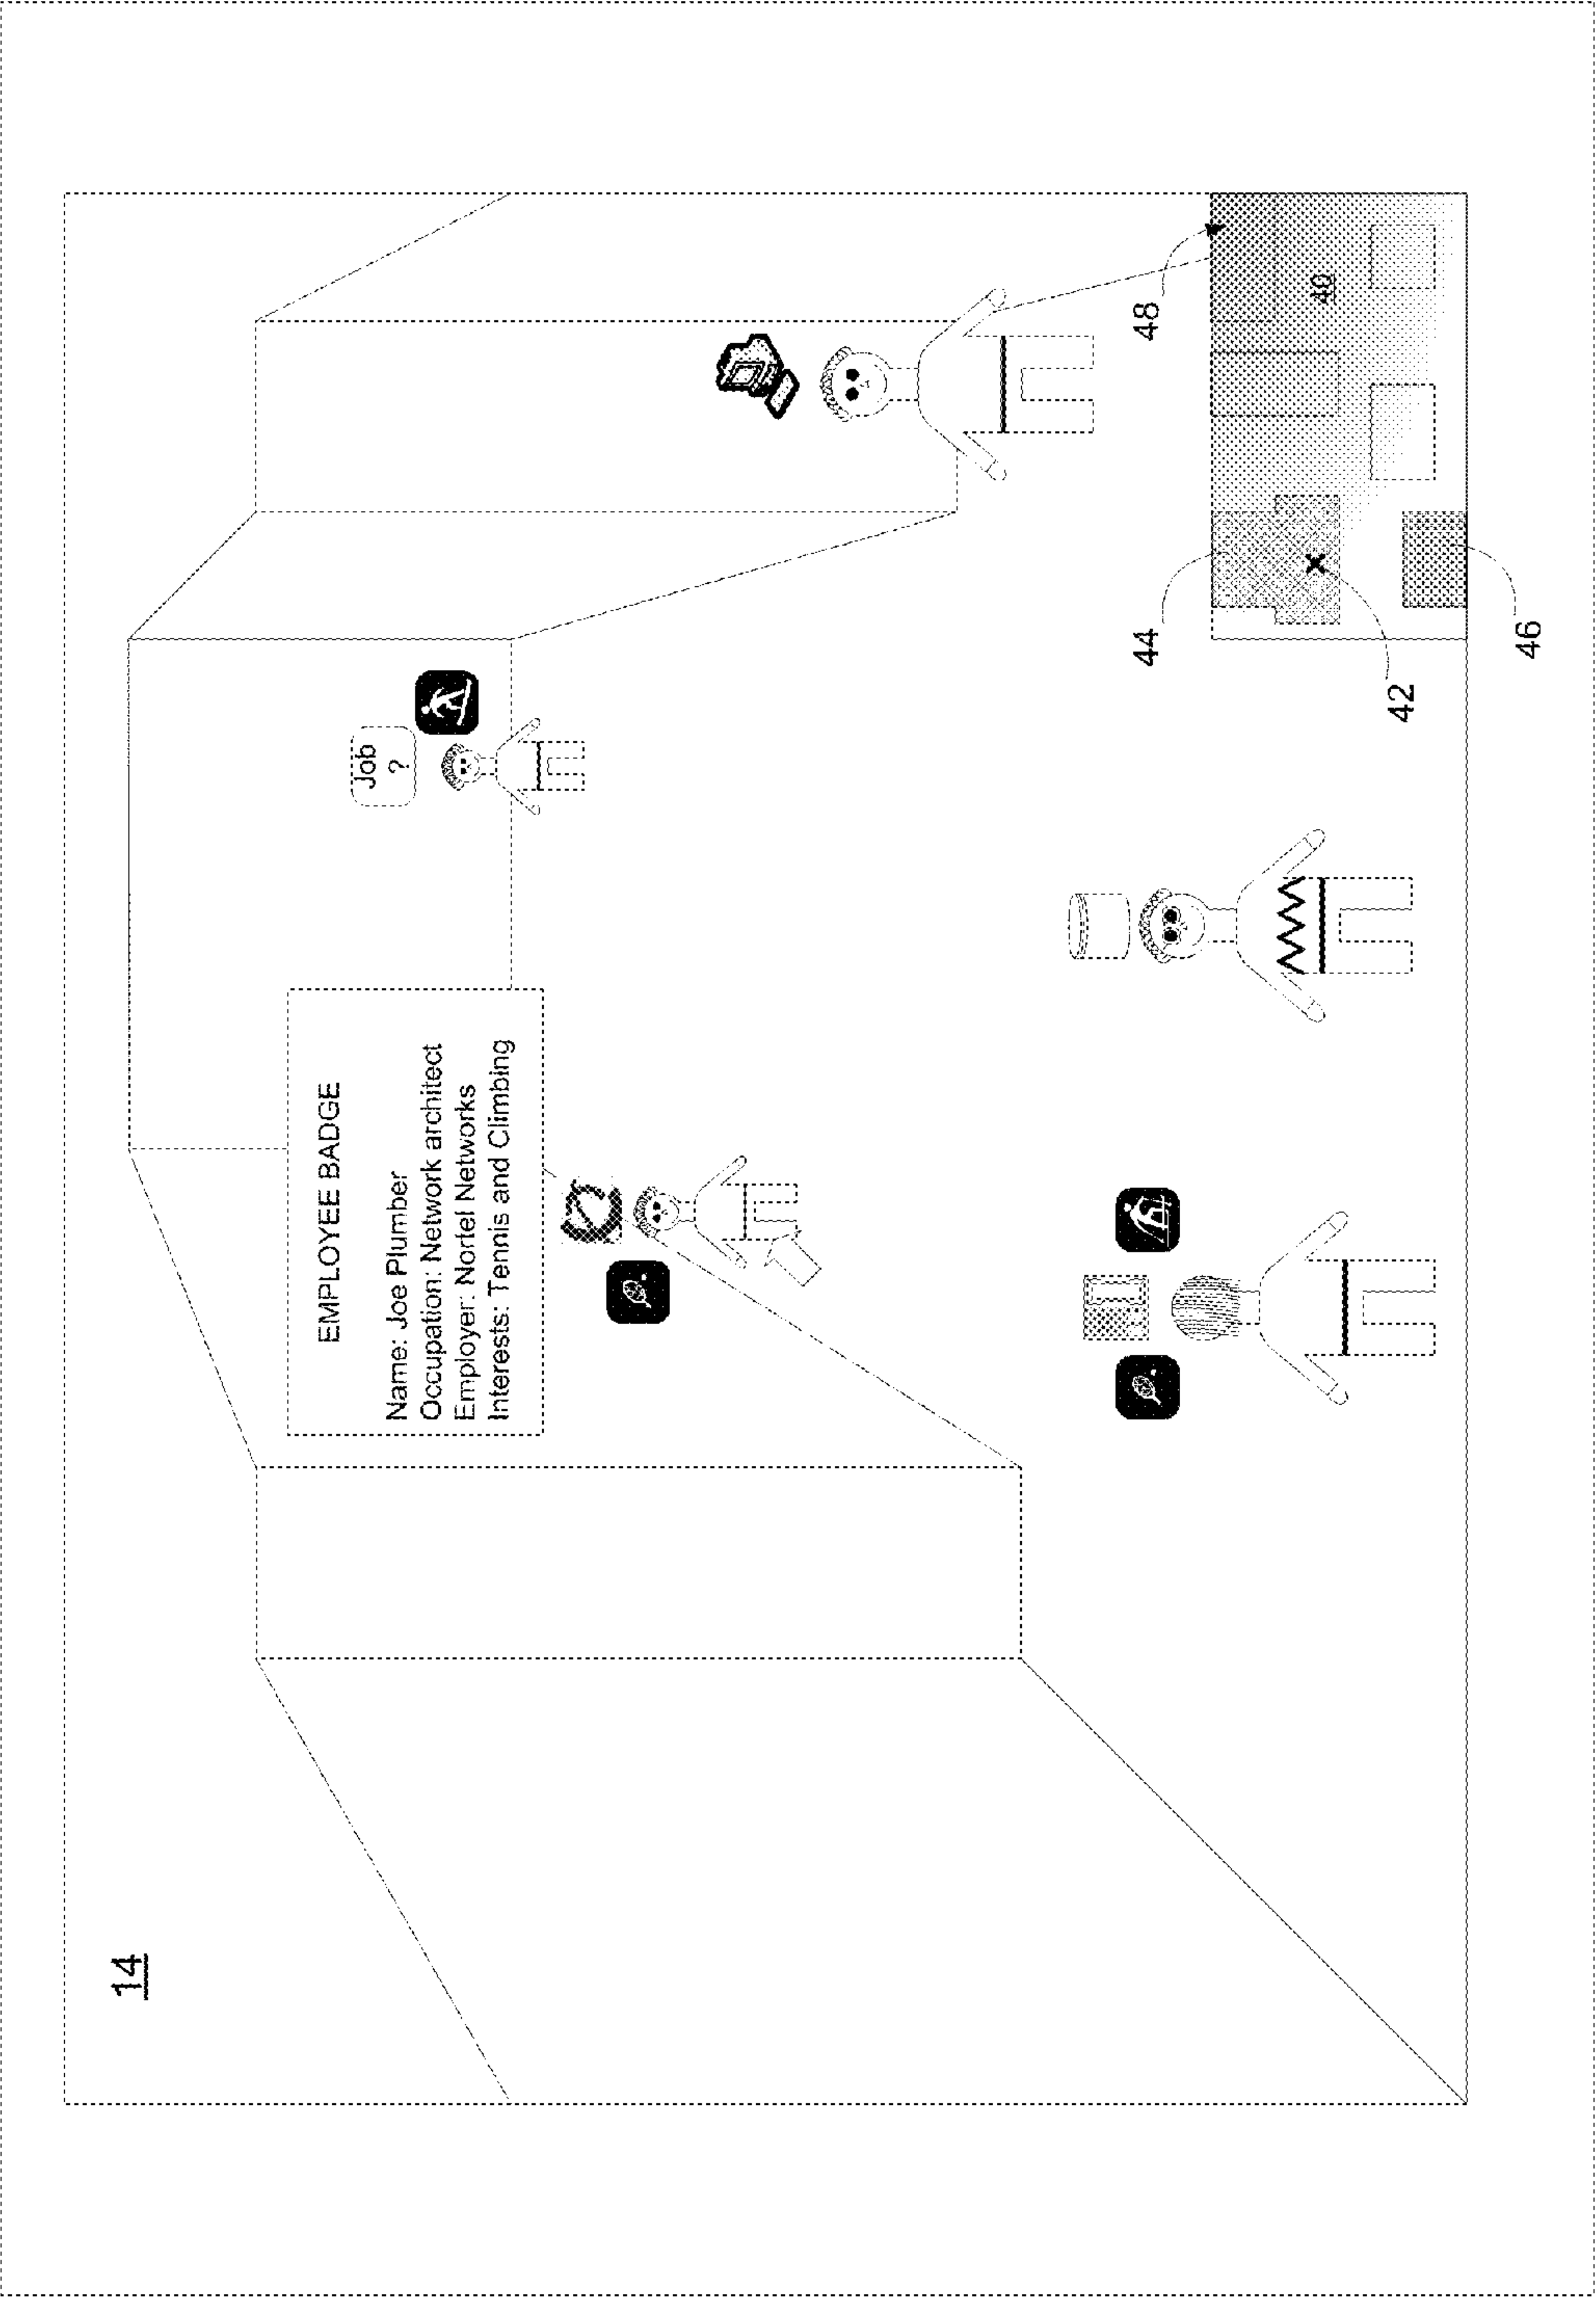 14
EMPLOYEE BADGE
Name: Joe Plumber
Occupation: Network architect
Employer: Nortel Networks
Interests: Tennis and Climbing
Job
?
44
48
40
42
46